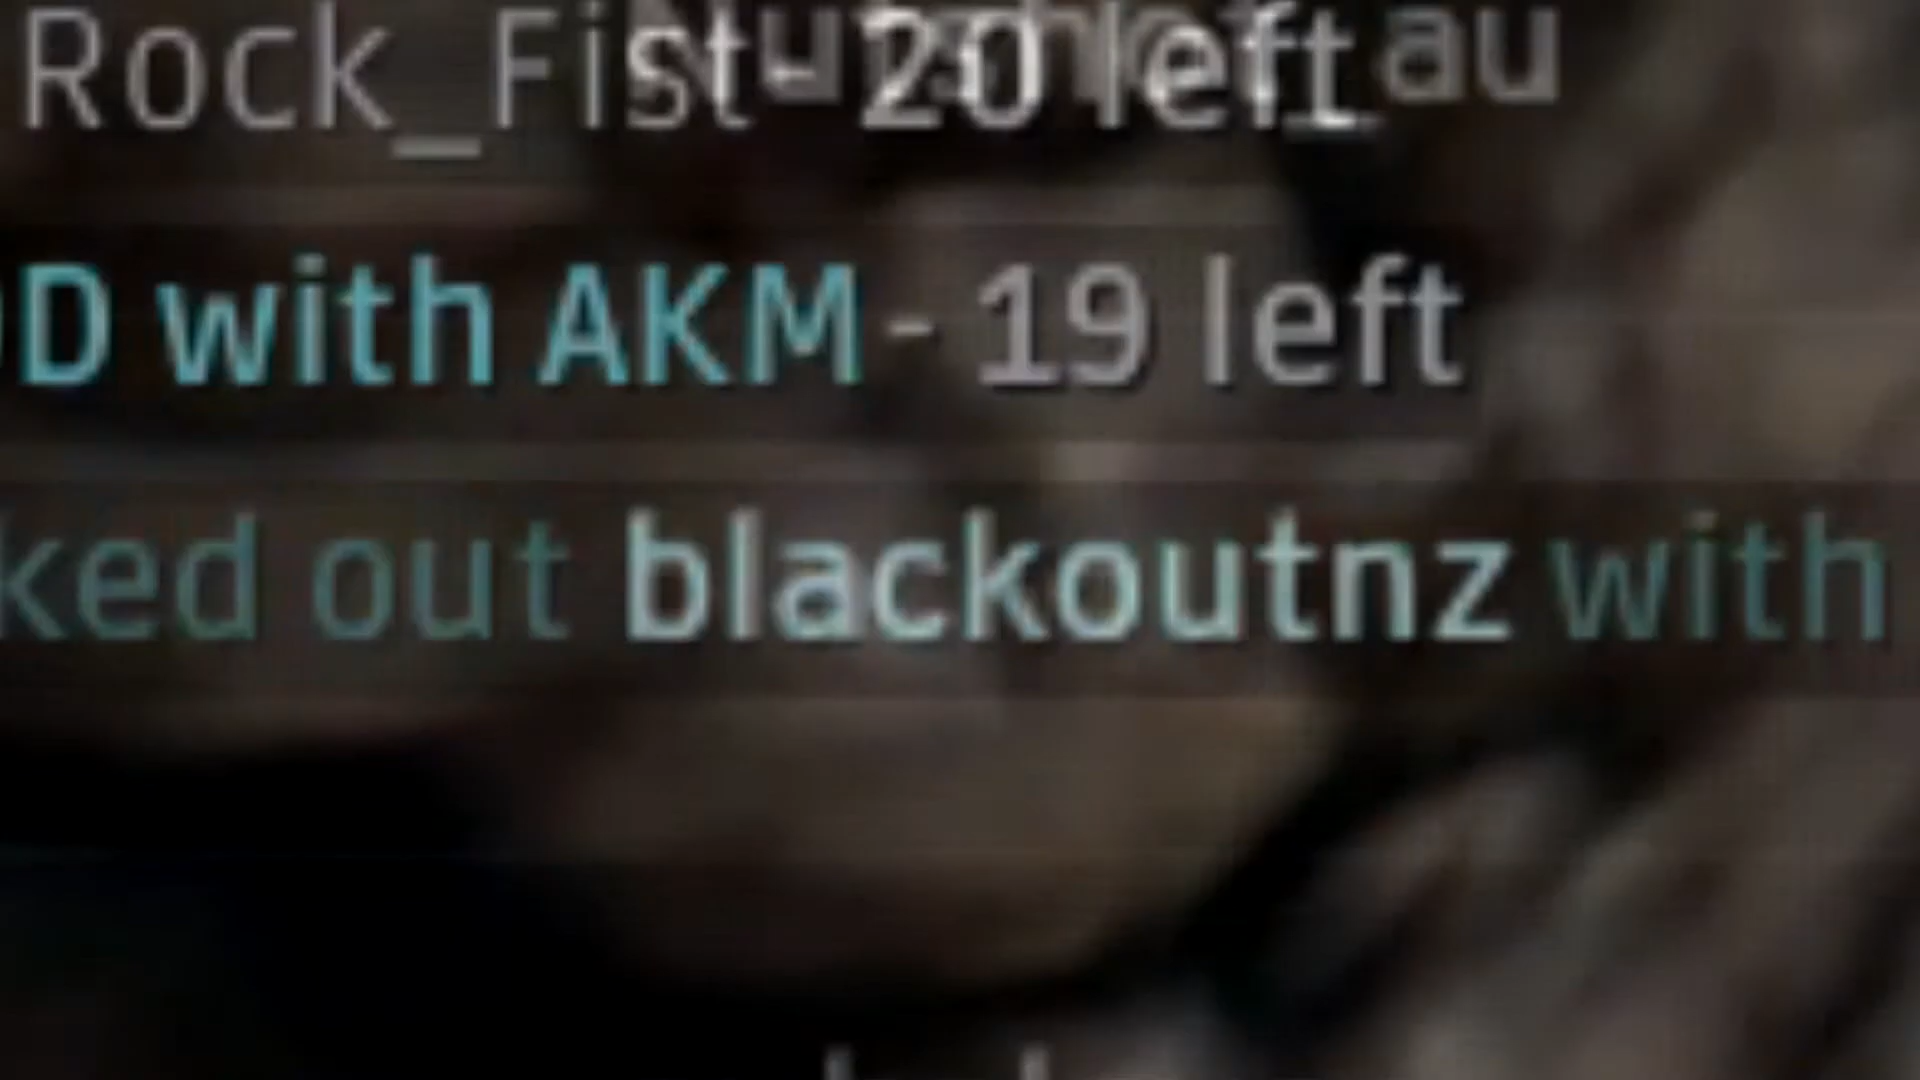 Rock_Fist - 20 left
D with AKM - 19 left
ked out blackoutnz with